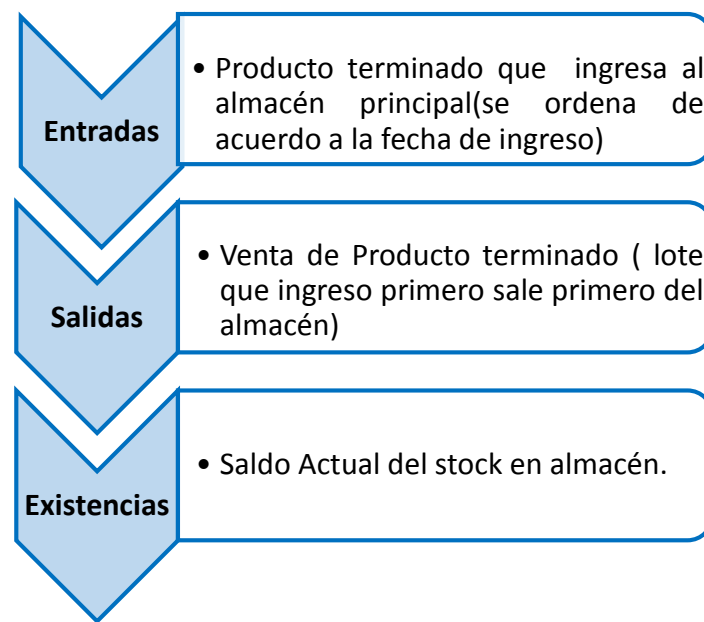 Entradas
• Producto terminado que ingresa al
almacén principal(se ordena de
acuerdo a la fecha de ingreso)
Salidas
• Venta de Producto terminado ( lote
que ingreso primero sale primero del
almacén)
Existencias
• Saldo Actual del stock en almacén.